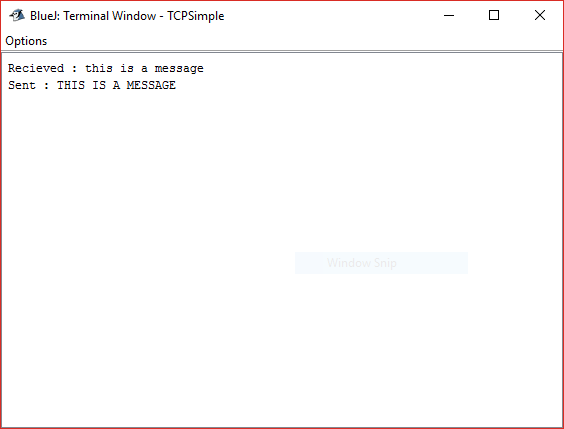 BlueJ: Terminal Window - TCPSimple
Options
Recieved : this is a message
Sent : THIS IS A MESSAGE
Window Snip